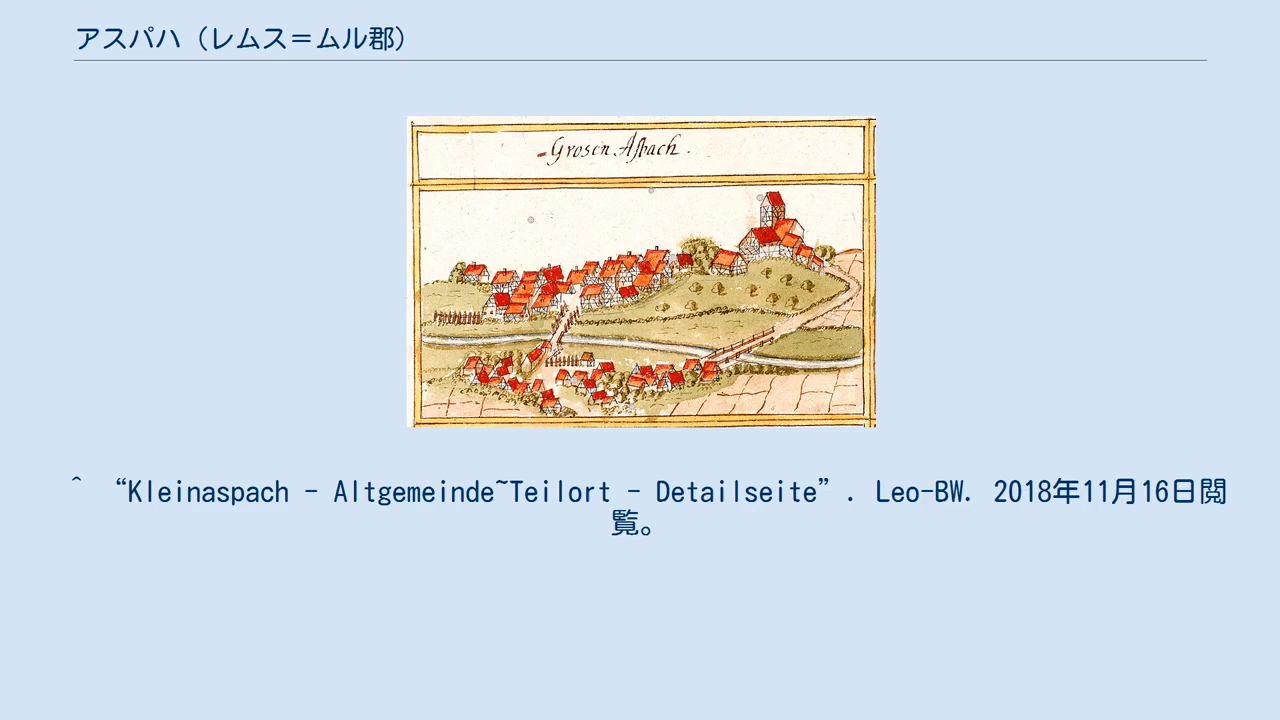 アスパハ（レムス＝ムル郡）
Grosen Asbach.
^ “Kleinaspach - Altgemeinde~Teilort - Detailseite”. Leo-BW. 2018年11月16日閲
覧。